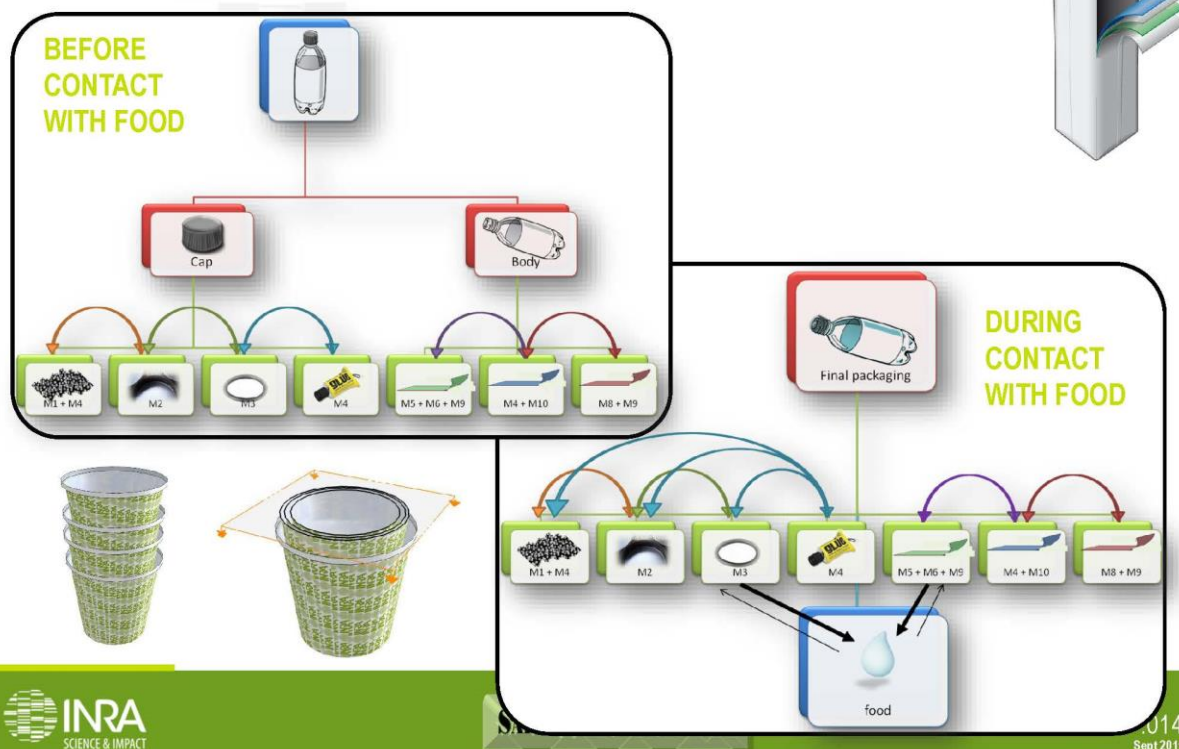 BEFORE
CONTACT
WITH FOOD
Cap
Body
M1 + M4
M2
M3
GLUE
M4
M5 + M6 + M9
M4 + M10
M8 + M9
Final packaging
DURING
CONTACT
WITH FOOD
M1 + M4
M2
M3
GLUE
M4
M5 + M6 + M9
M4 + M10
M8 + M9
food
INRA
SCIENCE & IMPACT